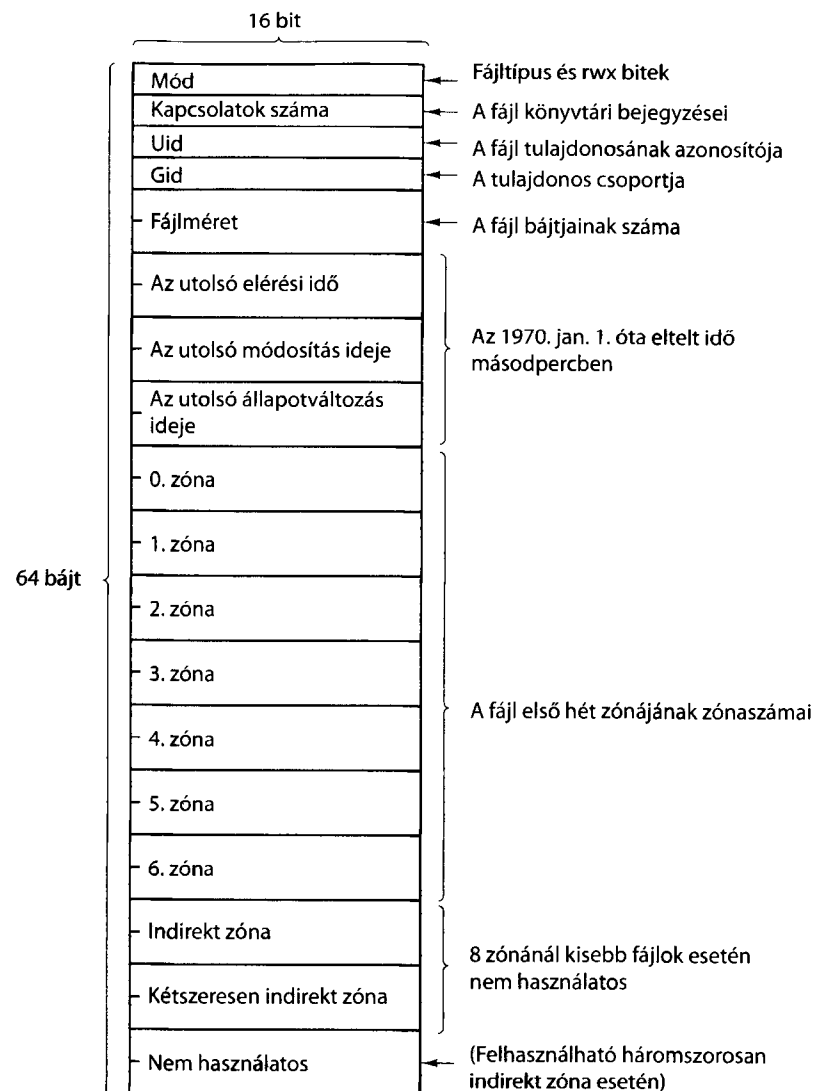 16 bit
Mód
Fájltípus és rwx bitek
Kapcsolatok száma
A fájl könyvtári bejegyzései
Uid
A fájl tulajdonosának azonosítója
Gid
A tulajdonos csoportja
Fájlméret
A fájl bájtjainak száma
Az utolsó elérési idő
Az utolsó módosítás ideje
Az 1970. jan. 1. óta eltelt idő
másodpercben
Az utolsó állapotváltozás
ideje
0. zóna
1. zóna
64 bájt
2. zóna
3. zóna
A fájl első hét zónájának zónaszámai
4. zóna
5. zóna
6. zóna
Indirekt zóna
8 zónánál kisebb fájlok esetén
nem használatos
Kétszeresen indirekt zóna
Nem használatos
(Felhasználható háromszorosan
indirekt zóna esetén)